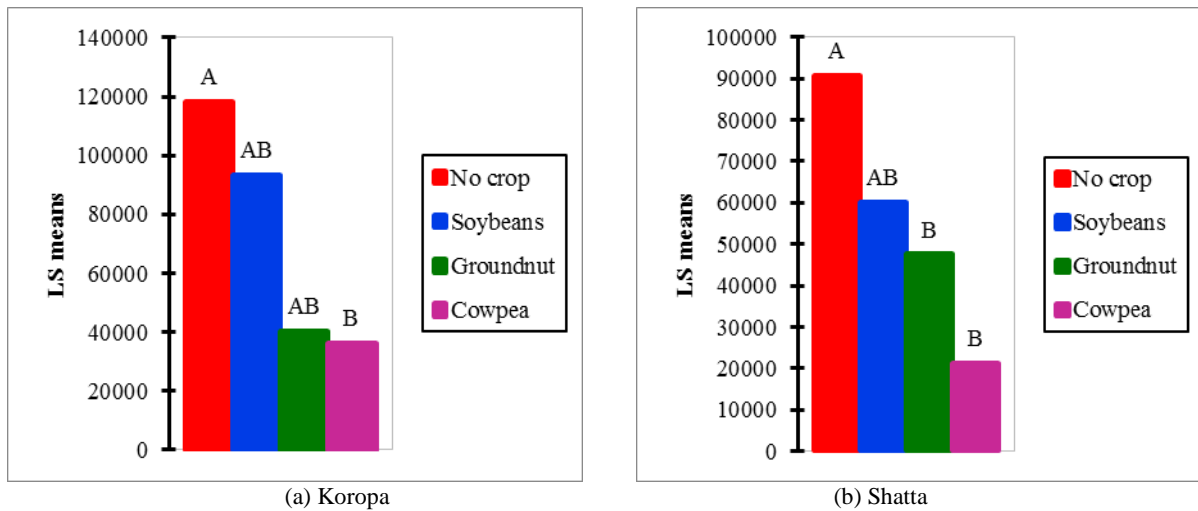 140000
120000
100000
80000
60000
40000
20000
0
LS means
A
AB
AB
B
No crop
Soybeans
Groundnut
Cowpea
(a) Koropa
100000
90000
80000
70000
60000
50000
40000
30000
20000
10000
0
LS means
A
AB
B
B
No crop
Soybeans
Groundnut
Cowpea
(b) Shatta